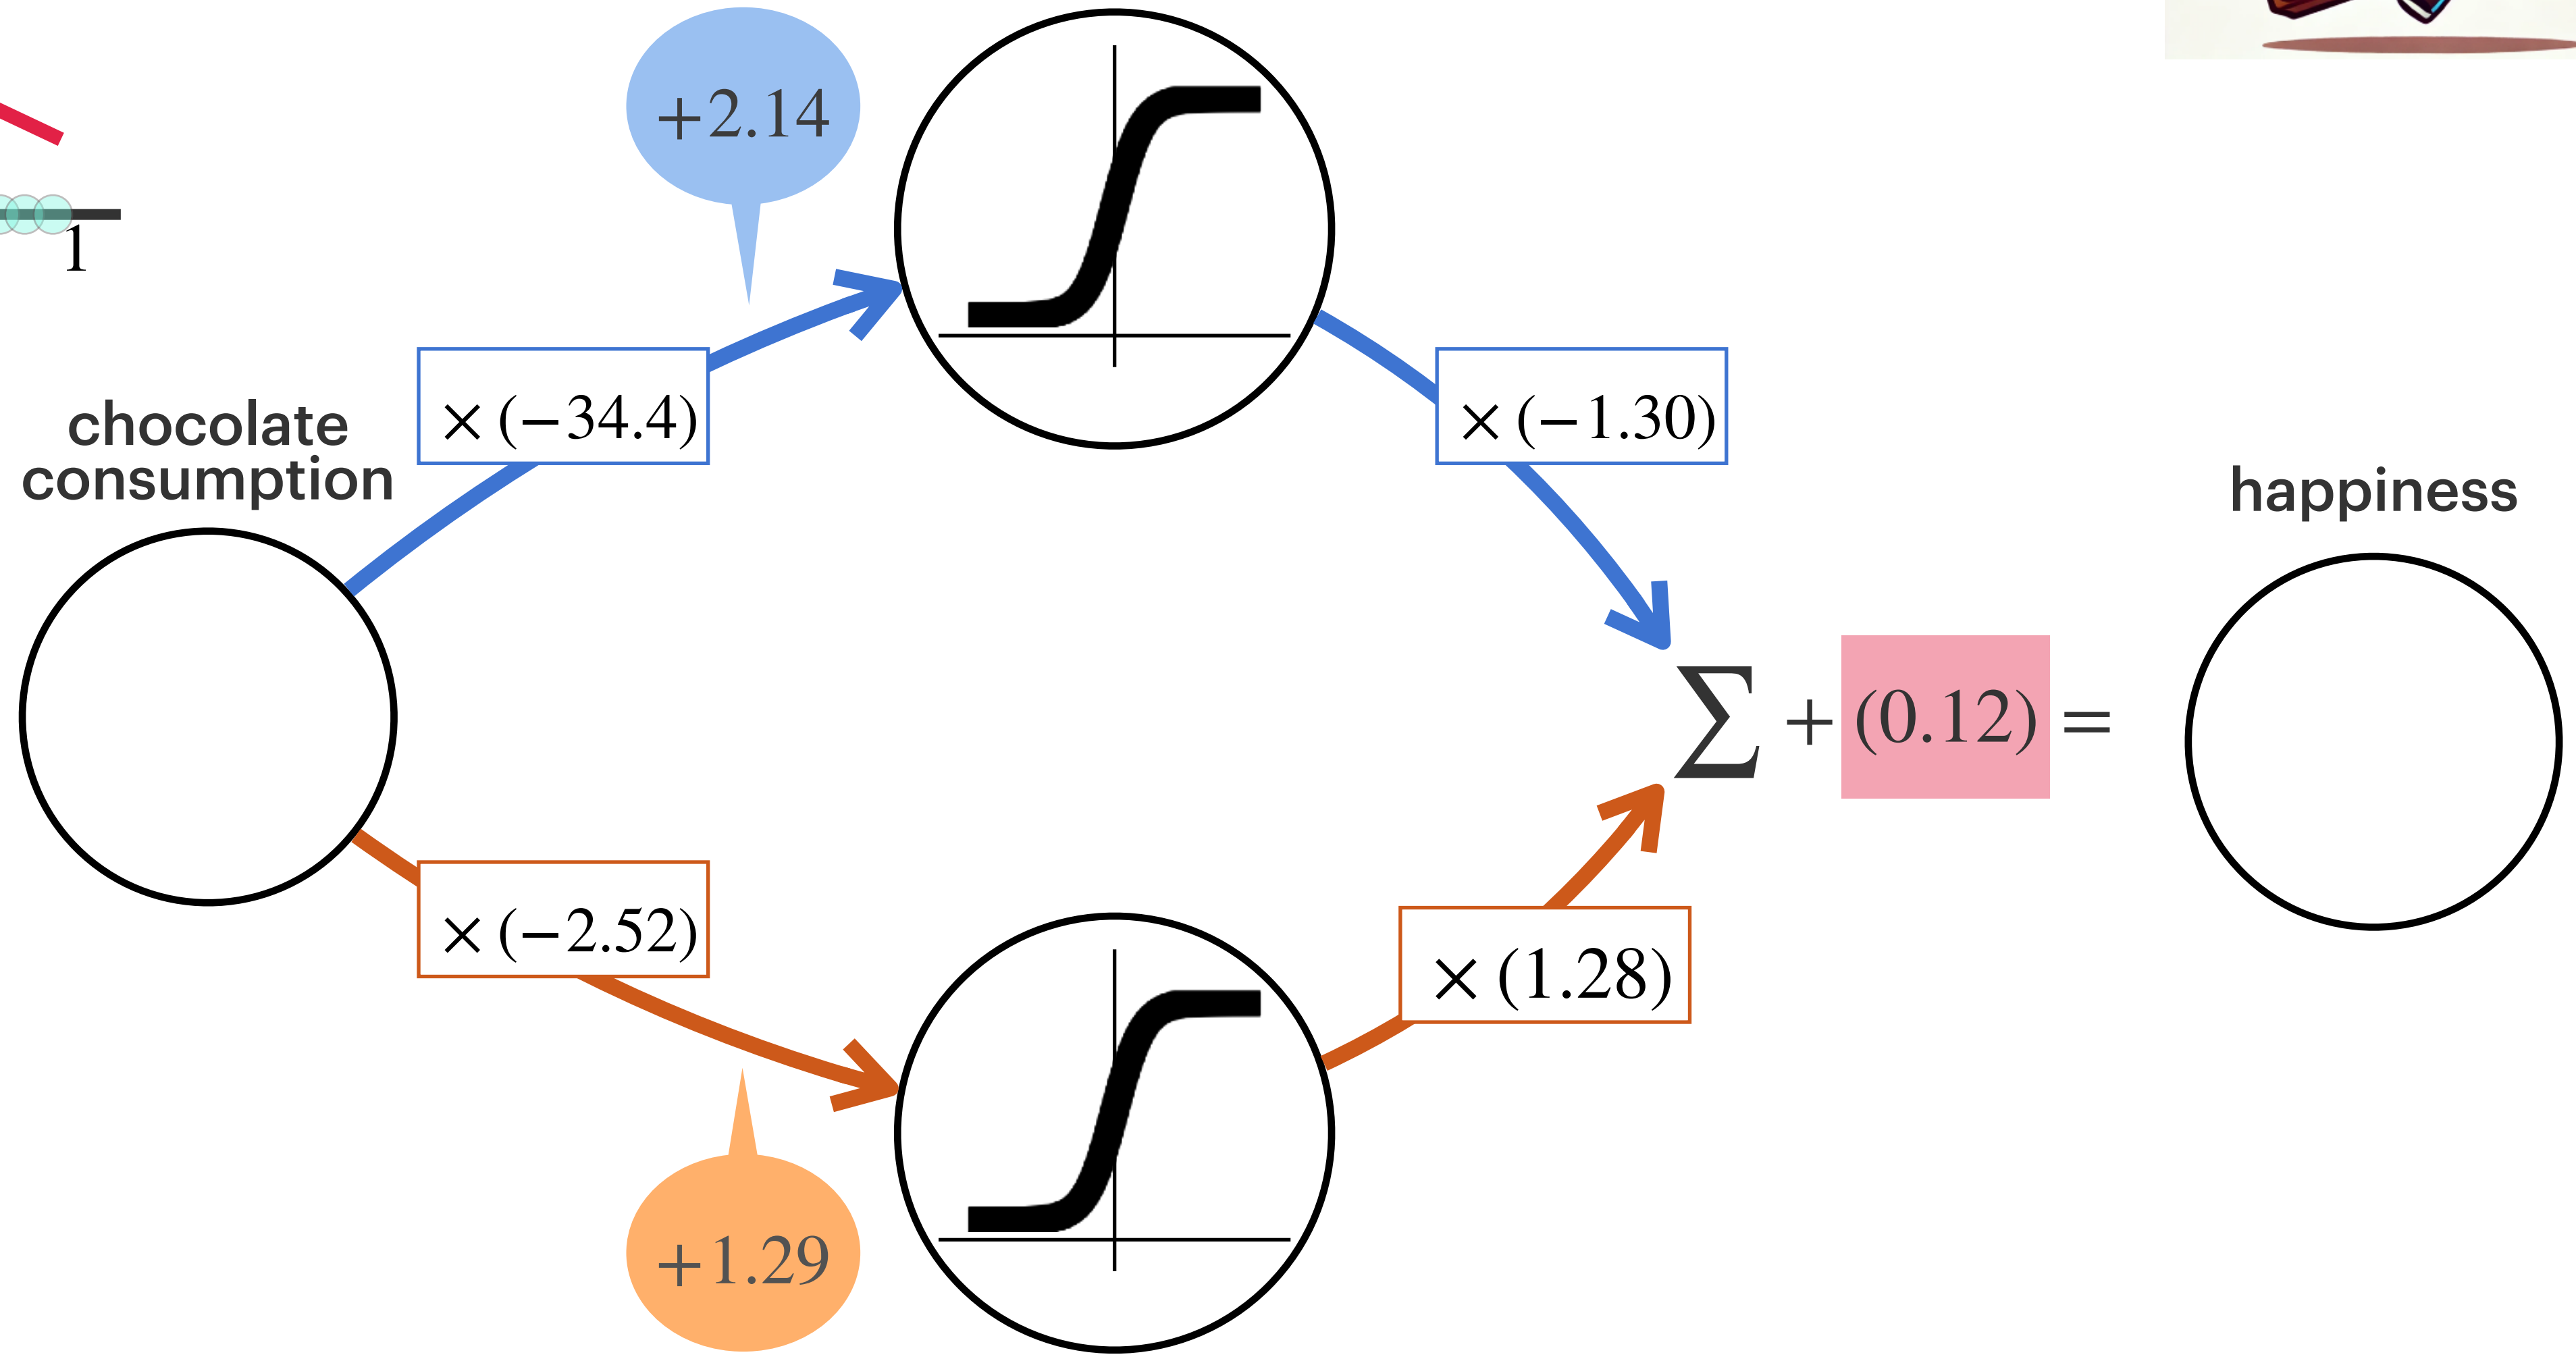 +2.14
1
× (−34.4)
× (−1.30)
chocolate
consumption
happiness
∑ + (0.12) =
× (−2.52)
× (1.28)
+1.29